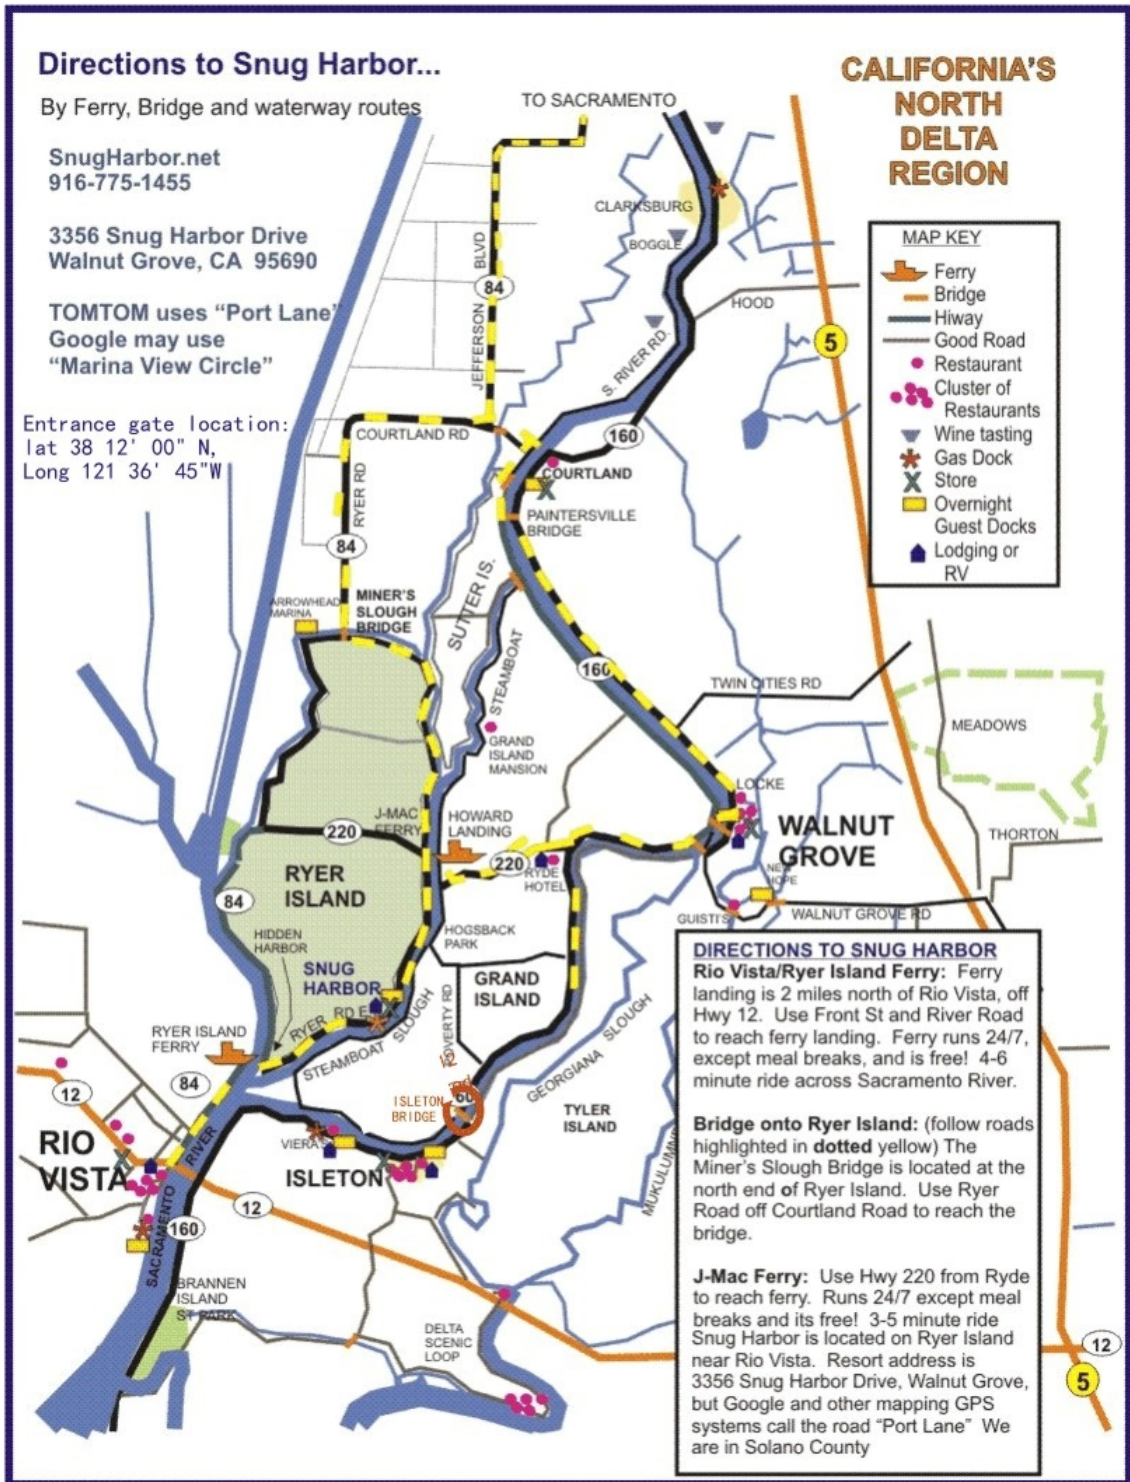 Directions to Snug Harbor...
By Ferry, Bridge and waterway routes
SnugHarbor.net
916-775-1455
3356 Snug Harbor Drive
Walnut Grove, CA  95690
TOMTOM uses “Port Lane”
Google may use
“Marina View Circle”
Entrance gate location:
lat 38 12' 00" N,
Long 121 36' 45"W
CALIFORNIA'S
NORTH
DELTA
REGION
MAP KEY
Ferry
Bridge
Hiway
Good Road
Restaurant
Cluster of
Restaurants
Wine tasting
Gas Dock
Store
Overnight
Guest Docks
Lodging or
RV
TO SACRAMENTO
CLARKSBURG
BOGGLE
HOOD
JEFFERSON BLVD
84
5
S. RIVER RD.
160
COURTLAND RD
COURTLAND
RYER RD
84
PAINTERSVILLE
BRIDGE
ARROWHEAD
MARINA
MINER'S
SLOUGH
BRIDGE
SUTTER IS.
STEAMBOAT
160
TWIN CITIES RD
MEADOWS
GRAND
ISLAND
MANSION
LOCKE
WALNUT
GROVE
THORTON
J-MAC
FERRY
HOWARD
LANDING
220
220
RYDE
HOTEL
RYER
ISLAND
84
NEW
HOPE
GUISTI'S
WALNUT GROVE RD
HIDDEN
HARBOR
HOGSBACK
PARK
SNUG
HARBOR
GRAND
ISLAND
RYER RD E
STEAMBOAT SLOUGH
GEORGIANA SLOUGH
RYER ISLAND
FERRY
84
12
ISLETON
BRIDGE
TYLER
ISLAND
RIO
VISTA
RIVER
VIERA'S
ISLETON
SACRAMENTO
160
12
BRANNEN
ISLAND
ST PARK
DELTA
SCENIC
LOOP
12
5
DIRECTIONS TO SNUG HARBOR
Rio Vista/Ryer Island Ferry:  Ferry
landing is 2 miles north of Rio Vista, off
Hwy 12.  Use Front St and River Road
to reach ferry landing.  Ferry runs 24/7,
except meal breaks, and is free!  4-6
minute ride across Sacramento River.
Bridge onto Ryer Island: (follow roads
highlighted in dotted yellow) The
Miner's Slough Bridge is located at the
north end of Ryer Island.  Use Ryer
Road off Courtland Road to reach the
bridge.
J-Mac Ferry:  Use Hwy 220 from Ryde
to reach ferry.  Runs 24/7 except meal
breaks and its free!  3-5 minute ride
Snug Harbor is located on Ryer Island
near Rio Vista.  Resort address is
3356 Snug Harbor Drive, Walnut Grove,
but Google and other mapping GPS
systems call the road “Port Lane”  We
are in Solano County